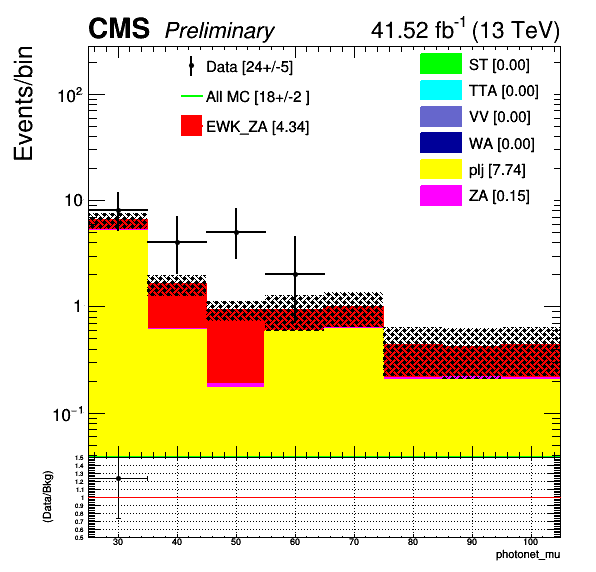 CMS Preliminary 41.52 fb⁻¹ (13 TeV)
Events/bin
Data [24+/-5]
All MC [18+/-2 ]
EWK_ZA [4.34]
ST [0.00]
TTA [0.00]
VV [0.00]
WA [0.00]
plj [7.74]
ZA [0.15]
10²
10
1
10⁻¹
(Data/Bkg)
1.5
1.4
1.3
1.2
1.1
1
0.9
0.8
0.7
0.6
0.5
30 40 50 60 70 80 90 100
photonet_mu